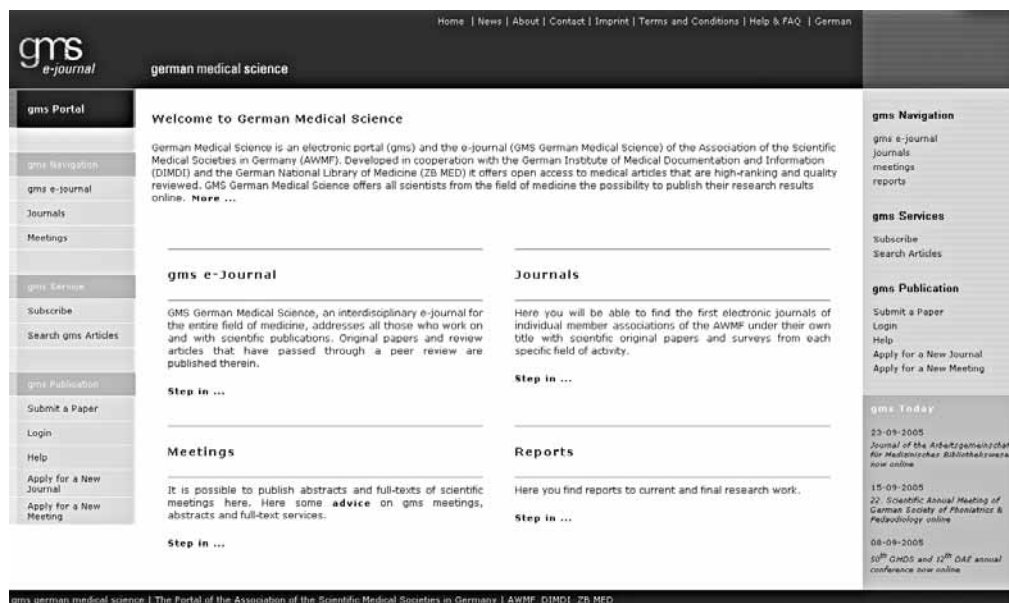 Home | News | About | Contact | Imprint | Terms and Conditions | Help & FAQ | German
gms
e-journal
german medical science
gms Portal
gms Navigation
gms e-journal
Journals
Meetings
gms Service
Subscribe
Search gms Articles
gms Publication
Submit a Paper
Login
Help
Apply for a New
Journal
Apply for a New
Meeting
Welcome to German Medical Science
German Medical Science is an electronic portal (gms) and the e-journal (GMS German Medical Science) of the Association of the Scientific
Medical Societies in Germany (AWMF). Developed in cooperation with the German Institute of Medical Documentation and Information
(DIMDI) and the German National Library of Medicine (ZB MED) it offers open access to medical articles that are high-ranking and quality
reviewed. GMS German Medical Science offers all scientists from the field of medicine the possibility to publish their research results
online. More ...
gms e-Journal
GMS German Medical Science, an interdisciplinary e-journal for
the entire field of medicine, addresses all those who work on
and with scientific publications. Original papers and review
articles that have passed through a peer review are
published therein.
Step in ...
Journals
Here you will be able to find the first electronic journals of
individual member associations of the AWMF under their own
title with scientific original papers and surveys from each
specific field of activity.
Step in ...
Meetings
It is possible to publish abstracts and full-texts of scientific
meetings here. Here some advice on gms meetings,
abstracts and full-text services.
Step in ...
Reports
Here you find reports to current and final research work.
Step in ...
gms Navigation
gms e-journal
journals
meetings
reports
gms Services
Subscribe
Search Articles
gms Publication
Submit a Paper
Login
Help
Apply for a New Journal
Apply for a New Meeting
gms Today
23-09-2005
Journal of the Arbeitsgemeinschaf
für Medizinisches Bibliothekswese
now online
15-09-2005
22. Scientific Annual Meeting of
German Society of Phoniatrics &
Pedaudiology online
08-09-2005
50th GMDS and 12th DAE annual
conference now online
gms german medical science | The Portal of the Association of the Scientific Medical Societies in Germany | AWMF DIMDI ZB MED